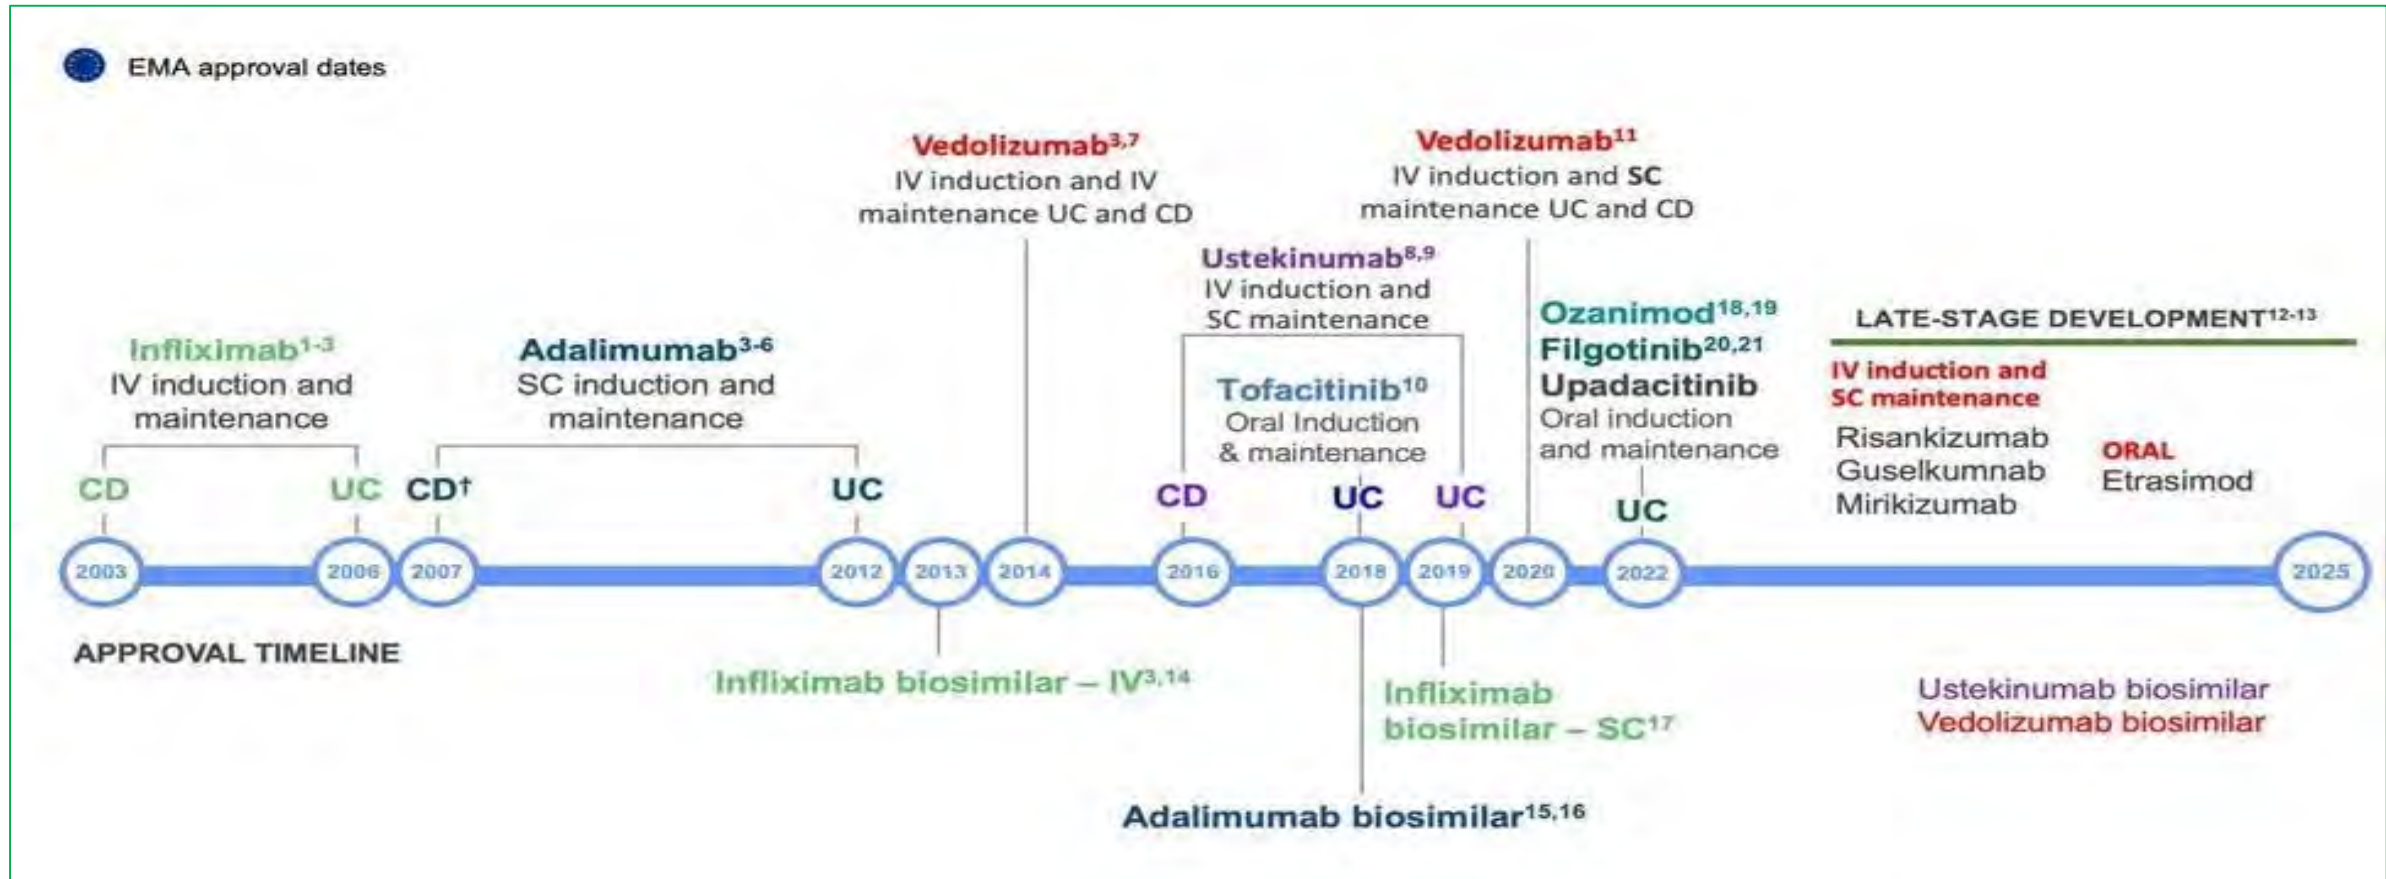 EMA approval dates
Vedolizumab3,7
IV induction and IV
maintenance UC and CD
Vedolizumab11
IV induction and SC
maintenance UC and CD
Ustekinumab8,9
IV induction and
SC maintenance
Infliximab1-3
IV induction and
maintenance
Adalimumab3-6
SC induction and
maintenance
Tofacitinib10
Oral Induction
& maintenance
Ozanimod18,19
Filgotinib20,21
Upadacitinib
Oral induction
and maintenance
LATE-STAGE DEVELOPMENT12-13
IV induction and
SC maintenance
Risankizumab
Guselkumnab
Mirikizumab
ORAL
Etrasimod
CD UC CD† UC CD UC UC UC
2003 2006 2007 2012 2013 2014 2016 2018 2019 2020 2022 2025
APPROVAL TIMELINE
Infliximab biosimilar – IV3,14
Infliximab
biosimilar – SC17
Adalimumab biosimilar15,16
Ustekinumab biosimilar
Vedolizumab biosimilar